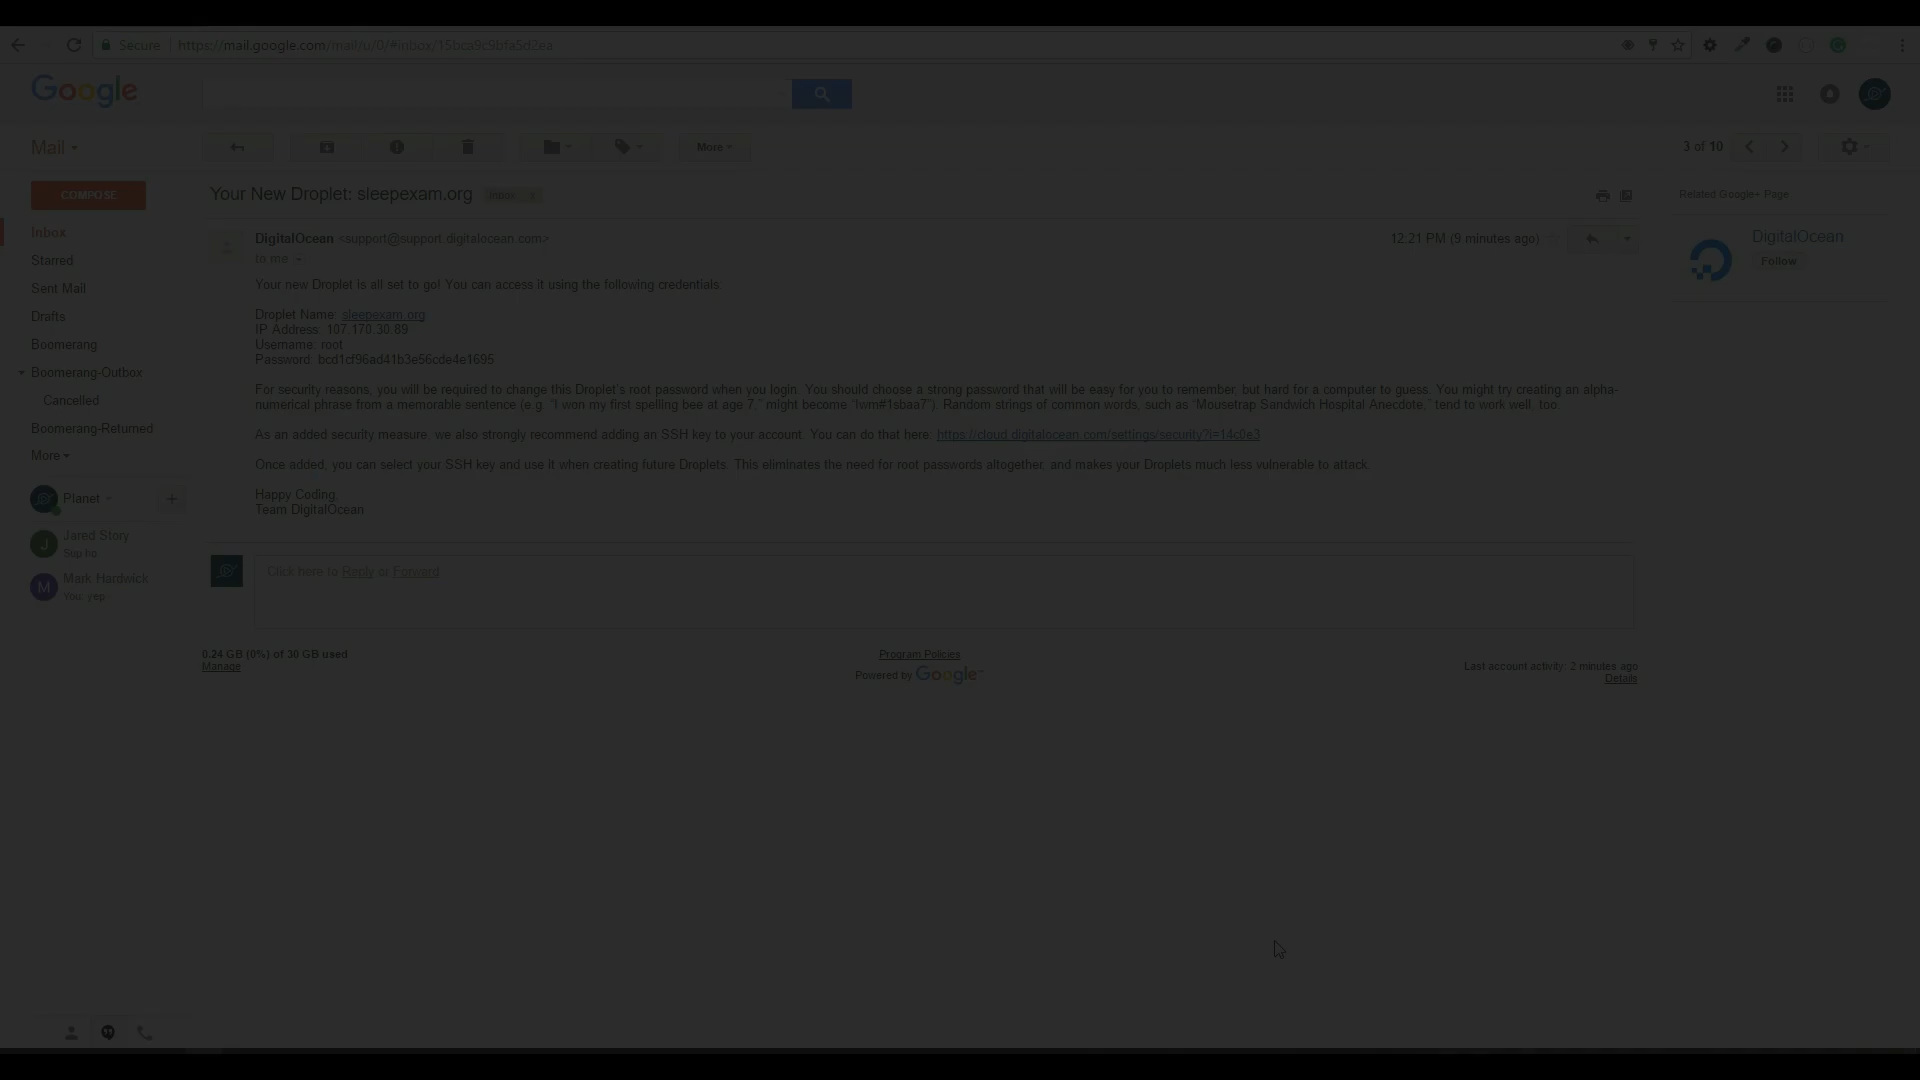 Secure https://mail.google.com/mail/u/0/#inbox/15bca9c9bfa5d2ea
Google
Mail
More
3 of 10
COMPOSE
Your New Droplet: sleepexam.org Inbox x
Related Google+ Page
Inbox
Starred
Sent Mail
Drafts
Boomerang
Boomerang-Outbox
Cancelled
Boomerang-Returned
More
Planet
Jared Story
Sup ho
Mark Hardwick
You: yep
DigitalOcean <support@support.digitalocean.com>
12:21 PM (9 minutes ago)
to me
DigitalOcean
Follow
Your new Droplet is all set to go! You can access it using the following credentials:
Droplet Name: sleepexam.org
IP Address: 107.170.30.89
Username: root
Password: bcd1cf96ad41b3e56cde4e1695
For security reasons, you will be required to change this Droplet's root password when you login. You should choose a strong password that will be easy for you to remember, but hard for a computer to guess. You might try creating an alpha-
numerical phrase from a memorable sentence (e.g. "I won my first spelling bee at age 7," might become "Iwm#1sbaa7"). Random strings of common words, such as "Mousetrap Sandwich Hospital Anecdote," tend to work well, too.
As an added security measure, we also strongly recommend adding an SSH key to your account. You can do that here: https://cloud.digitalocean.com/settings/security?i=14c0e3
Once added, you can select your SSH key and use it when creating future Droplets. This eliminates the need for root passwords altogether, and makes your Droplets much less vulnerable to attack.
Happy Coding,
Team DigitalOcean
Click here to Reply or Forward
0.24 GB (0%) of 30 GB used
Manage
Program Policies
Powered by Google
Last account activity: 2 minutes ago
Details